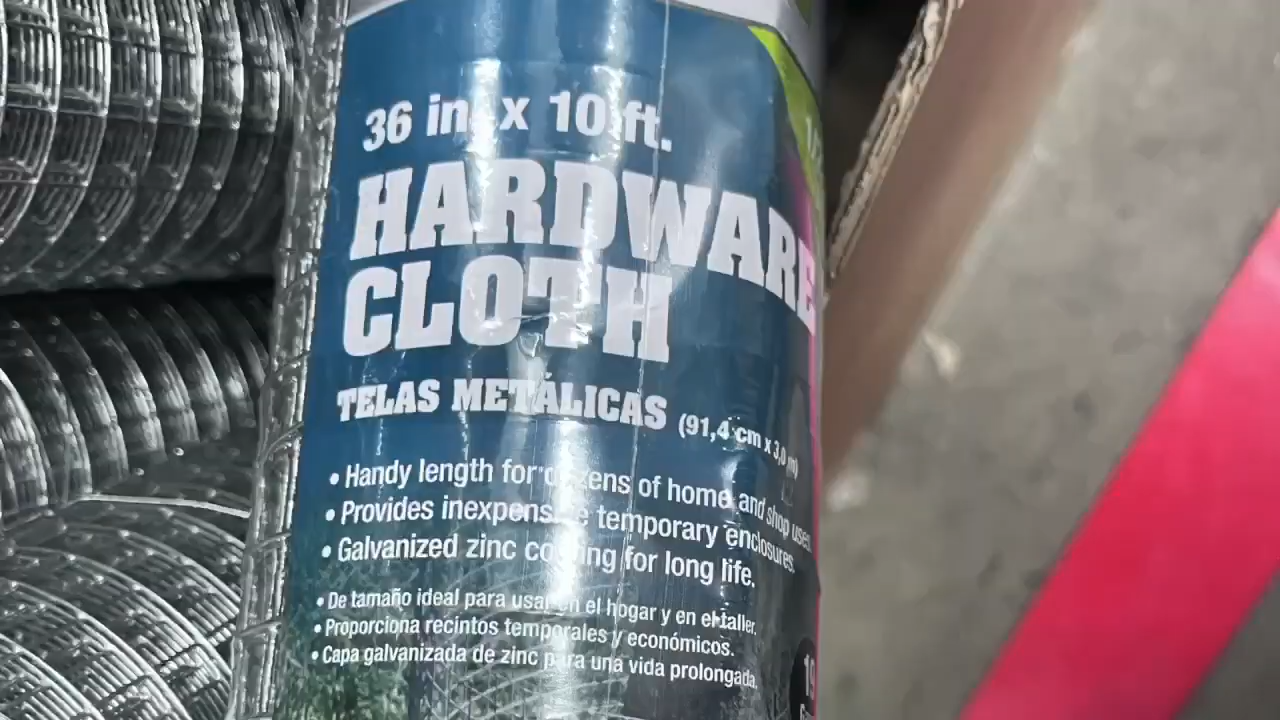 36 in. x 10 ft.
HARDWARE
CLOTH
TELAS METÁLICAS (91,4 cm x 3,0 m)
• Handy length for dozens of home and shop uses.
• Provides inexpensive temporary enclosures.
• Galvanized zinc coating for long life.
• De tamaño ideal para usar en el hogar y en el taller.
• Proporciona recintos temporales y económicos.
• Capa galvanizada de zinc para una vida prolongada.
19